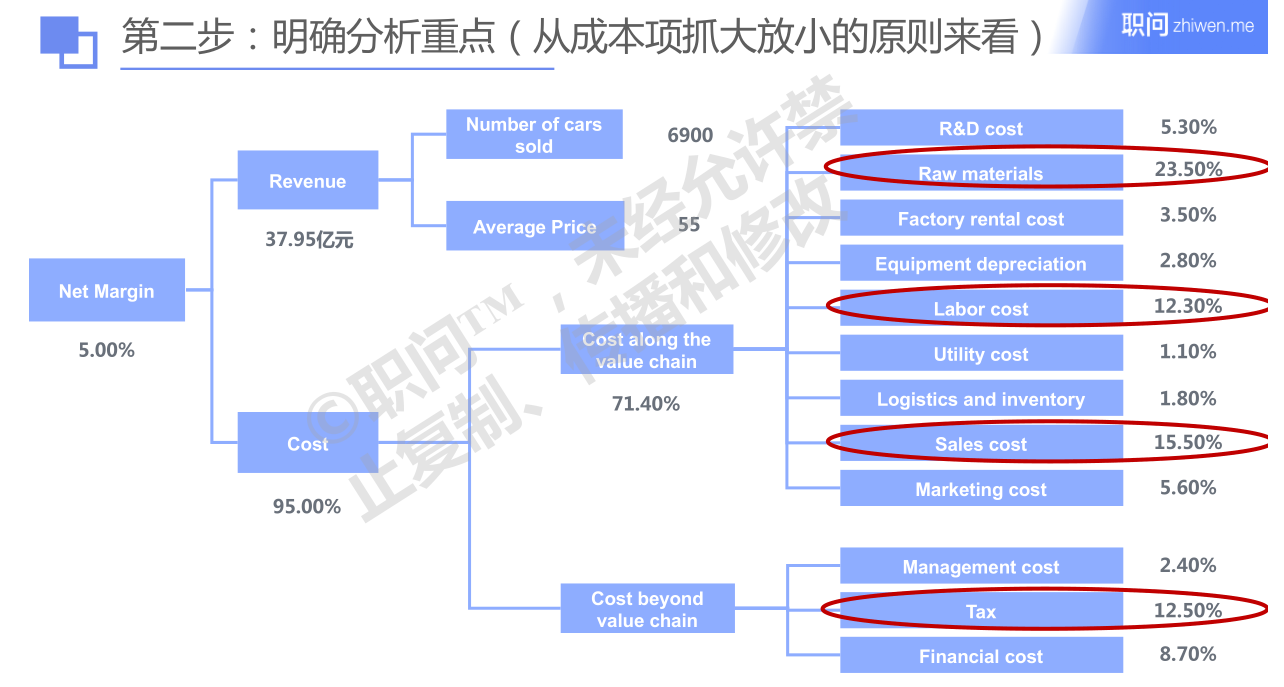 第二步：明确分析重点（从成本项抓大放小的原则来看）
职问 zhiwen.me
Net Margin
5.00%
Revenue
37.95亿元
Number of cars
sold
6900
Average Price
55
Cost
95.00%
Cost along the
value chain
71.40%
R&D cost
5.30%
Raw materials
23.50%
Factory rental cost
3.50%
Equipment depreciation
2.80%
Labor cost
12.30%
Utility cost
1.10%
Logistics and inventory
1.80%
Sales cost
15.50%
Marketing cost
5.60%
Cost beyond
value chain
Management cost
2.40%
Tax
12.50%
Financial cost
8.70%
©职问™，未经允许禁
止复制、传播和修改